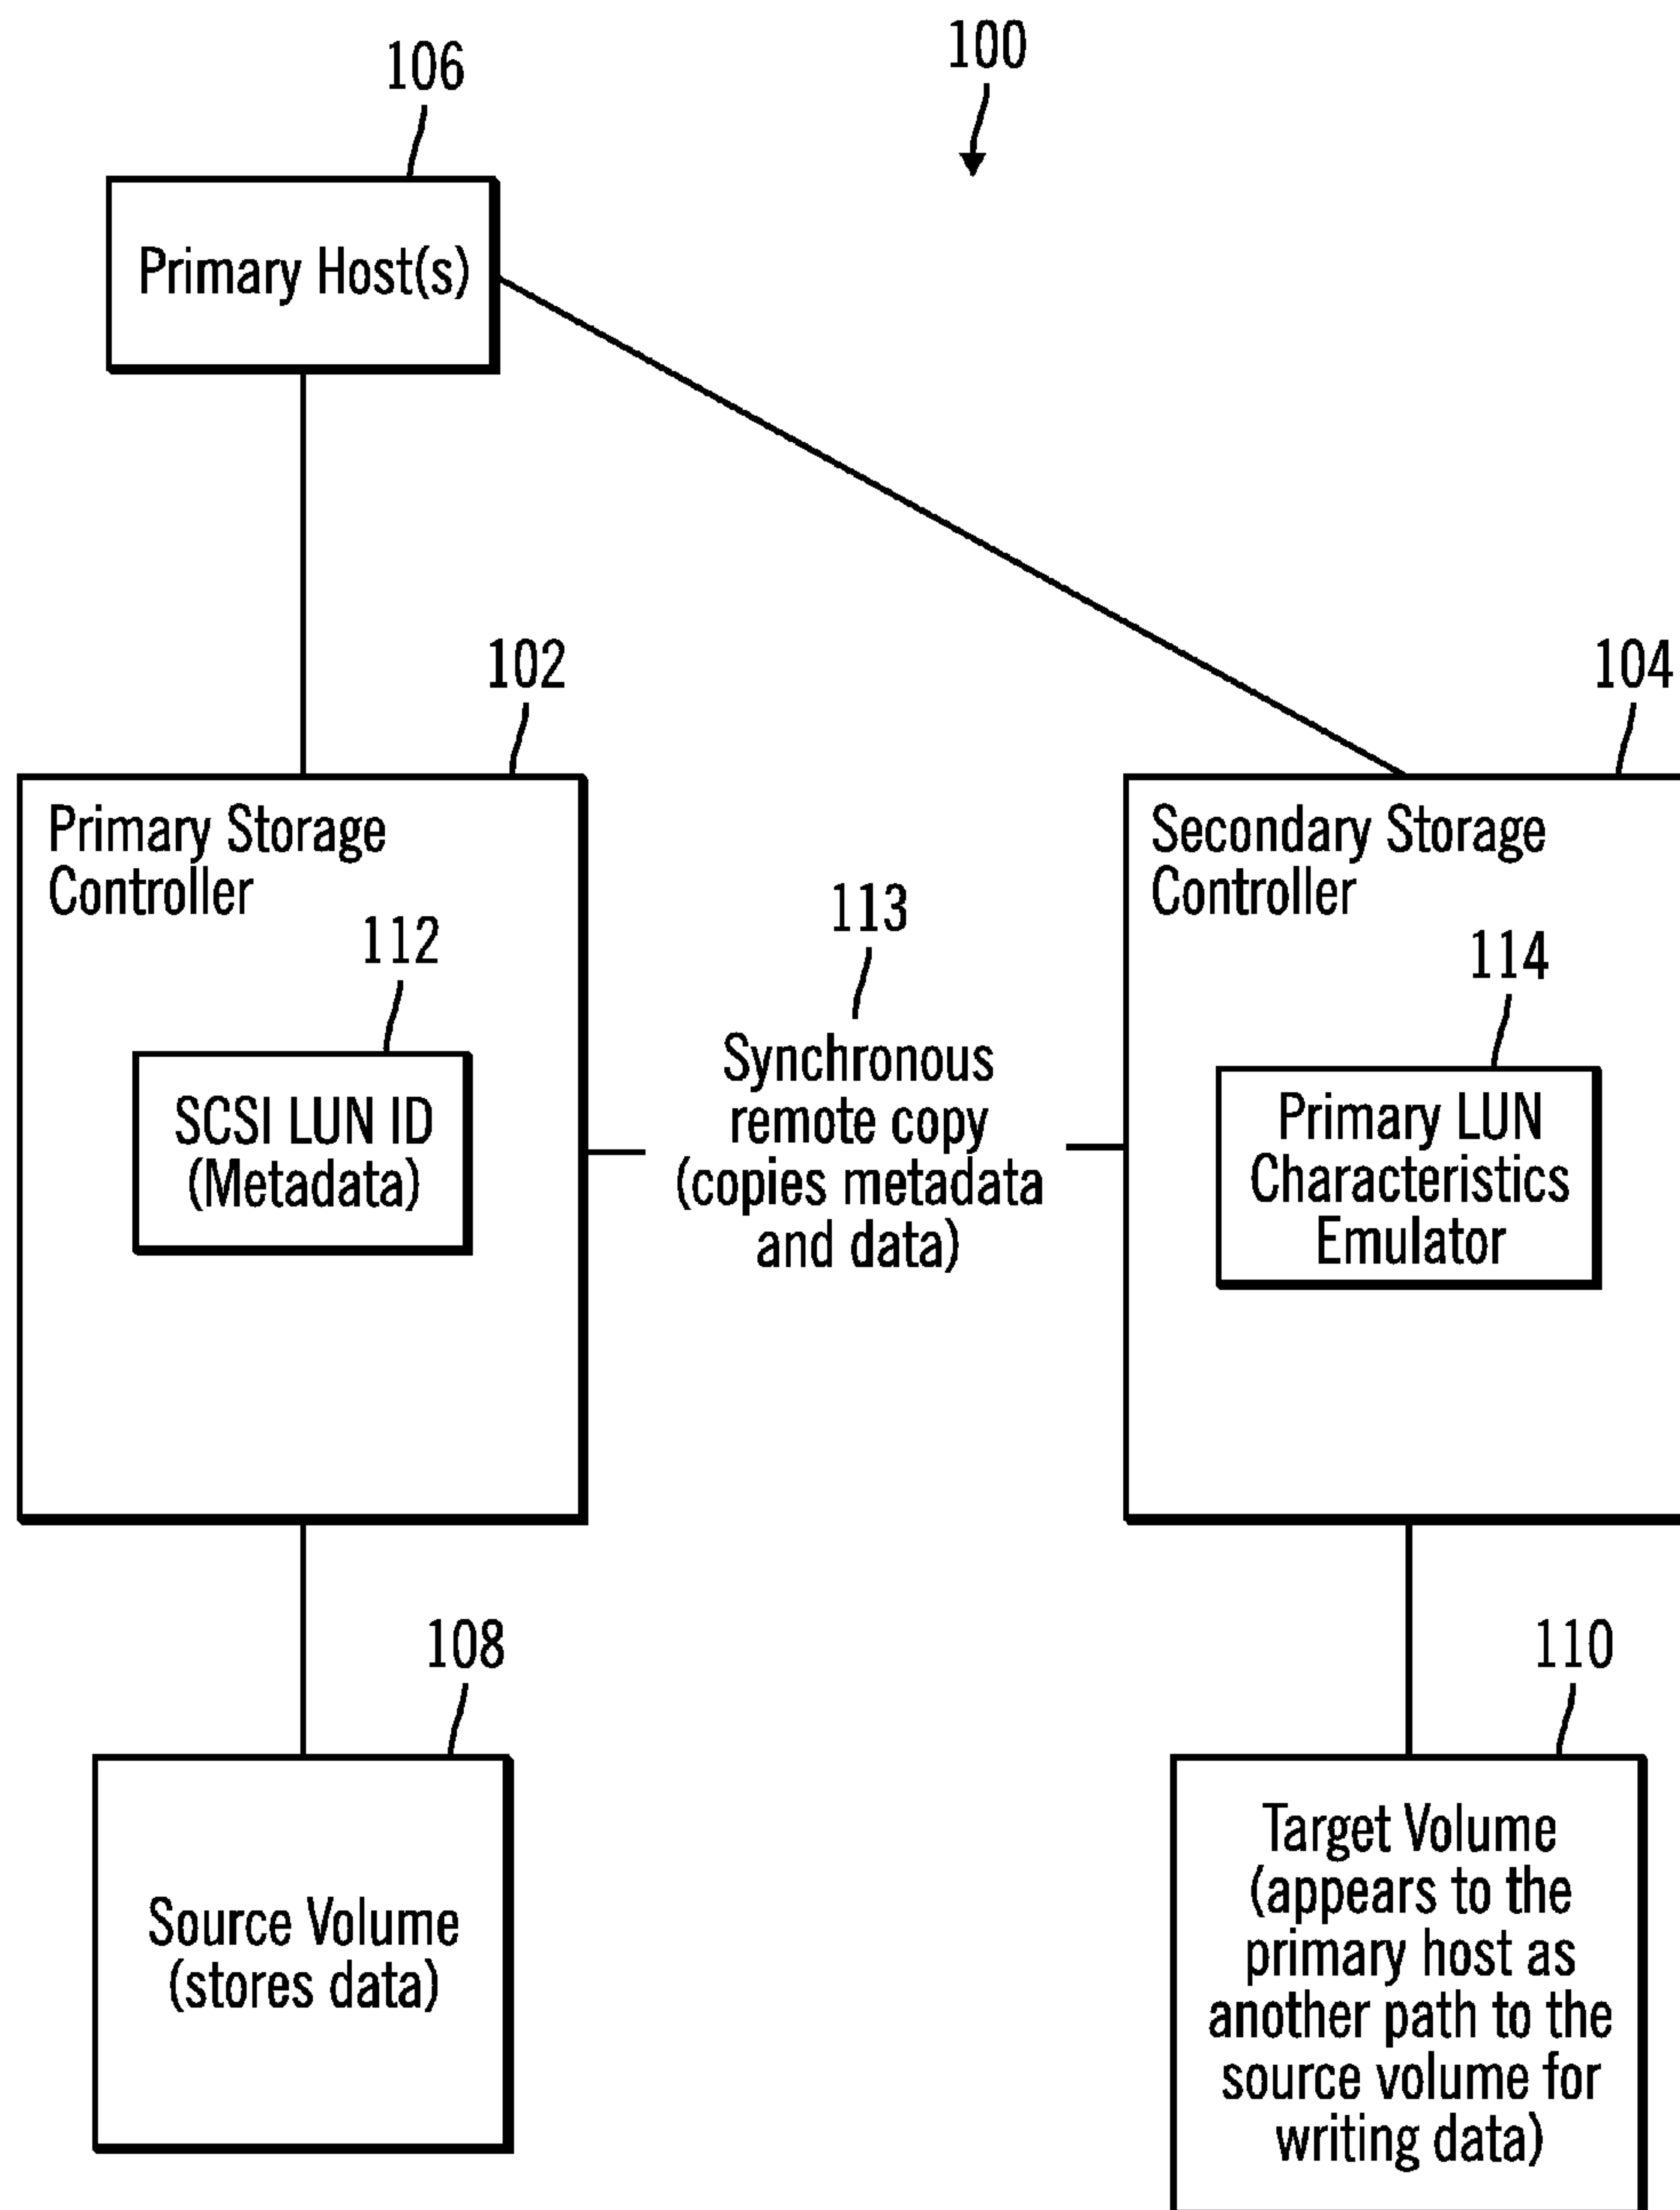 100
106
Primary Host(s)
102
104
Primary Storage
Controller
Secondary Storage
Controller
112
113
114
SCSI LUN ID
(Metadata)
Synchronous
remote copy
(copies metadata
and data)
Primary LUN
Characteristics
Emulator
108
110
Source Volume
(stores data)
Target Volume
(appears to the
primary host as
another path to the
source volume for
writing data)